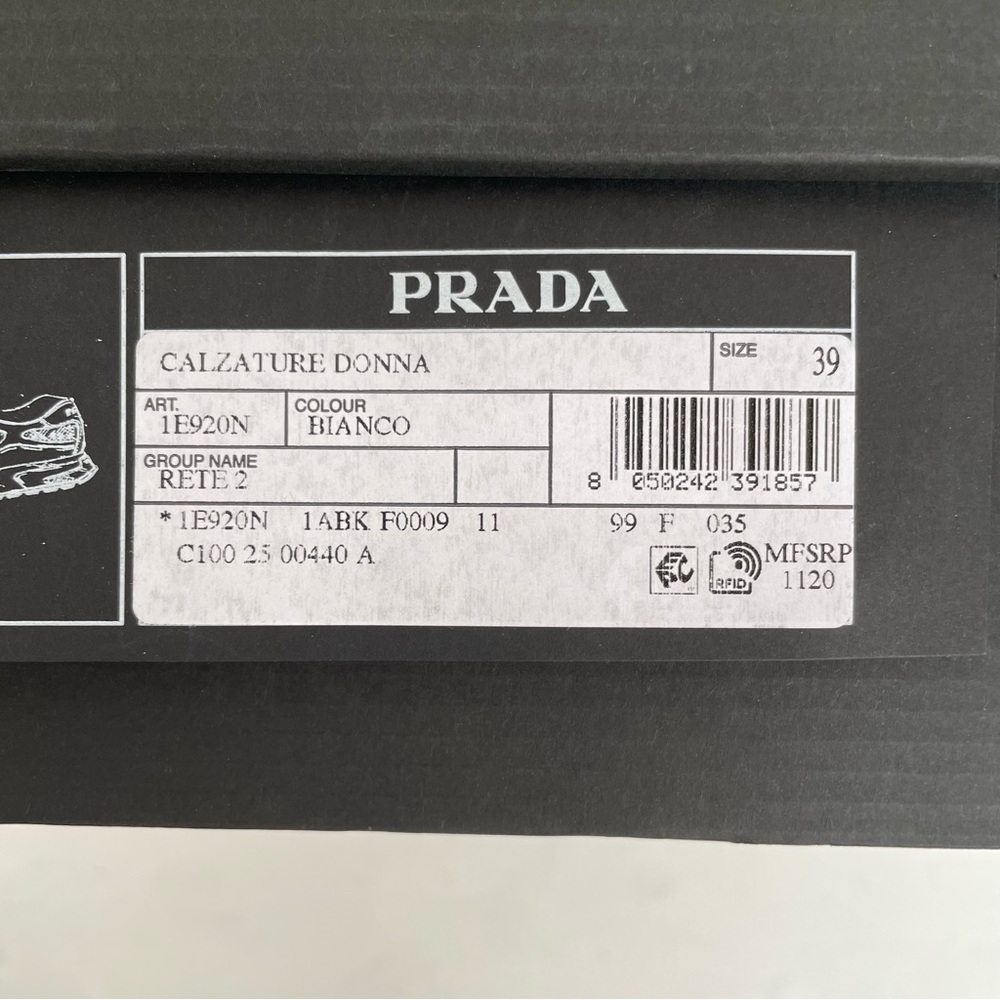 PRADA
CALZATURE DONNA
SIZE 39
ART. 1E920N
COLOUR BIANCO
GROUP NAME
RETE 2
8 050242 391857
* 1E920N 1ABK F0009 11 99 F 035
C100 25 00440 A
RFID
MFSRP
1120